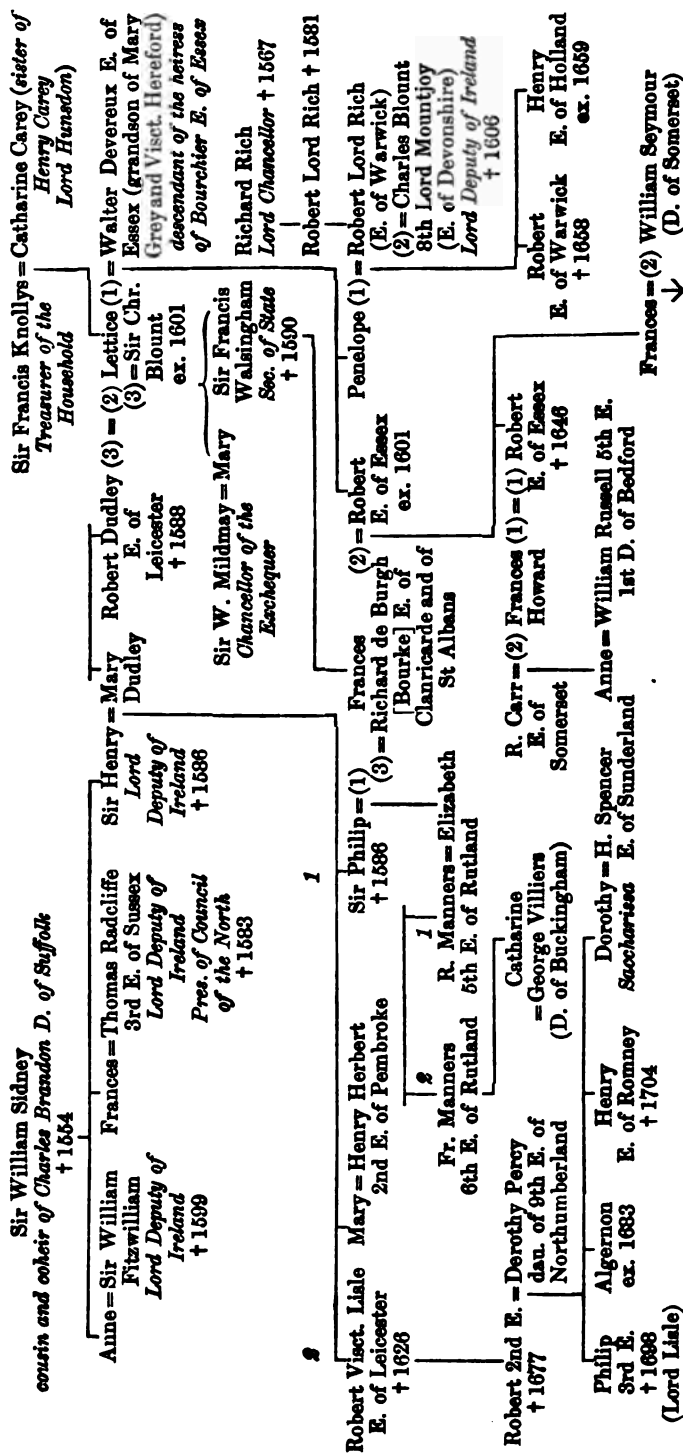 Sir William Sidney
cousin and coheir of Charles Brandon D. of Suffolk
† 1554
Sir Francis Knollys = Catharine Carey (sister of
Treasurer of the
Household
Henry Carey
Lord Hunsdon)
Anne = Sir William
Fitzwilliam
Lord Deputy of
Ireland
† 1599
Frances = Thomas Radcliffe
3rd E. of Sussex
Lord Deputy of
Ireland
Pres. of Council
of the North
† 1583
Sir Henry = Mary
Lord
Deputy of
Ireland
† 1586
Dudley
Robert Dudley (3) = (2) Lettice (1) = Walter Devereux E. of
E. of
Leicester
† 1588
(3) = Sir Chr.
Blount
ex. 1601
Essex (grandson of Mary
Grey and Visct. Hereford)
descendant of the heiress
of Bourchier E. of Essex
Sir W. Mildmay = Mary
Chancellor of the
Exchequer
Sir Francis
Walsingham
Sec. of State
† 1590
Richard Rich
Lord Chancellor † 1567
Robert Lord Rich † 1581
2
1
Robert Visct. Lisle
E. of Leicester
† 1626
Mary = Henry Herbert
2nd E. of Pembroke
Sir Philip = (1)
† 1586
Frances
(3) = Richard de Burgh
[Bourke] E. of
Clanricarde and of
St Albans
(2) = Robert
E. of Essex
ex. 1601
Penelope (1) = Robert Lord Rich
(E. of Warwick)
(2) = Charles Blount
8th Lord Mountjoy
(E. of Devonshire)
Lord Deputy of Ireland
† 1606
2
1
Fr. Manners
6th E. of Rutland
R. Manners = Elizabeth
5th E. of Rutland
Robert 2nd E. = Derothy Percy
† 1677
dau. of 9th E. of
Northumberland
Catharine
= George Villiers
(D. of Buckingham)
R. Carr = (2) Frances (1) = (1) Robert
E. of
Somerset
Howard
E. of Essex
† 1646
Robert
E. of Warwick
† 1658
Henry
E. of Holland
ex. 1659
Philip
3rd E.
† 1698
(Lord Lisle)
Algernon
ex. 1683
Henry
E. of Romney
† 1704
Dorothy = H. Spencer
Saccharissa E. of Sunderland
Anne = William Russell 5th E.
1st D. of Bedford
Frances = (2) William Seymour
(D. of Somerset)